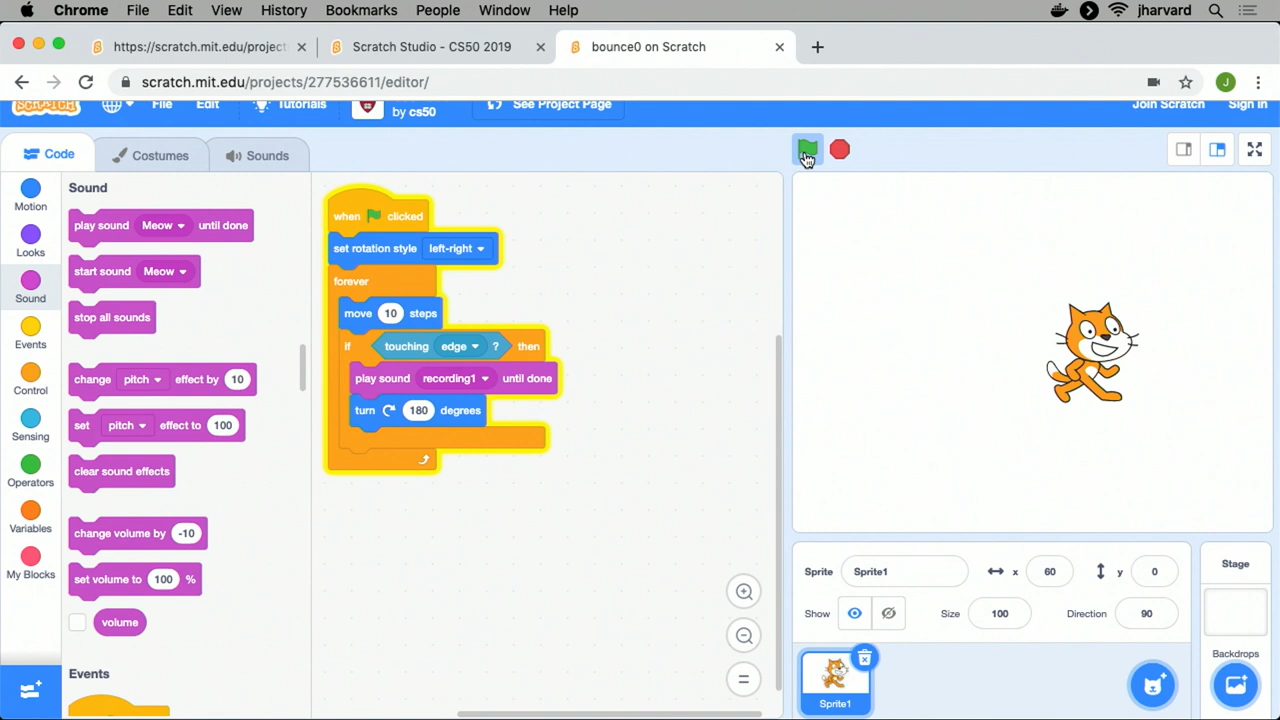 Chrome File Edit View History Bookmarks People Window Help jharvard
https://scratch.mit.edu/project Scratch Studio - CS50 2019 bounce0 on Scratch
scratch.mit.edu/projects/277536611/editor/ J
SCRATCH File Edit Tutorials by cs50 See Project Page Join Scratch Sign in
Code Costumes Sounds
Motion
Looks
Sound
Events
Control
Sensing
Operators
Variables
My Blocks
Sound
play sound Meow until done
start sound Meow
stop all sounds
change pitch effect by 10
set pitch effect to 100
clear sound effects
change volume by -10
set volume to 100 %
volume
Events
when clicked
set rotation style left-right
forever
move 10 steps
if touching edge ? then
play sound recording1 until done
turn 180 degrees
Sprite Sprite1 x 60 y 0
Show Size 100 Direction 90
Sprite1
Stage
Backdrops